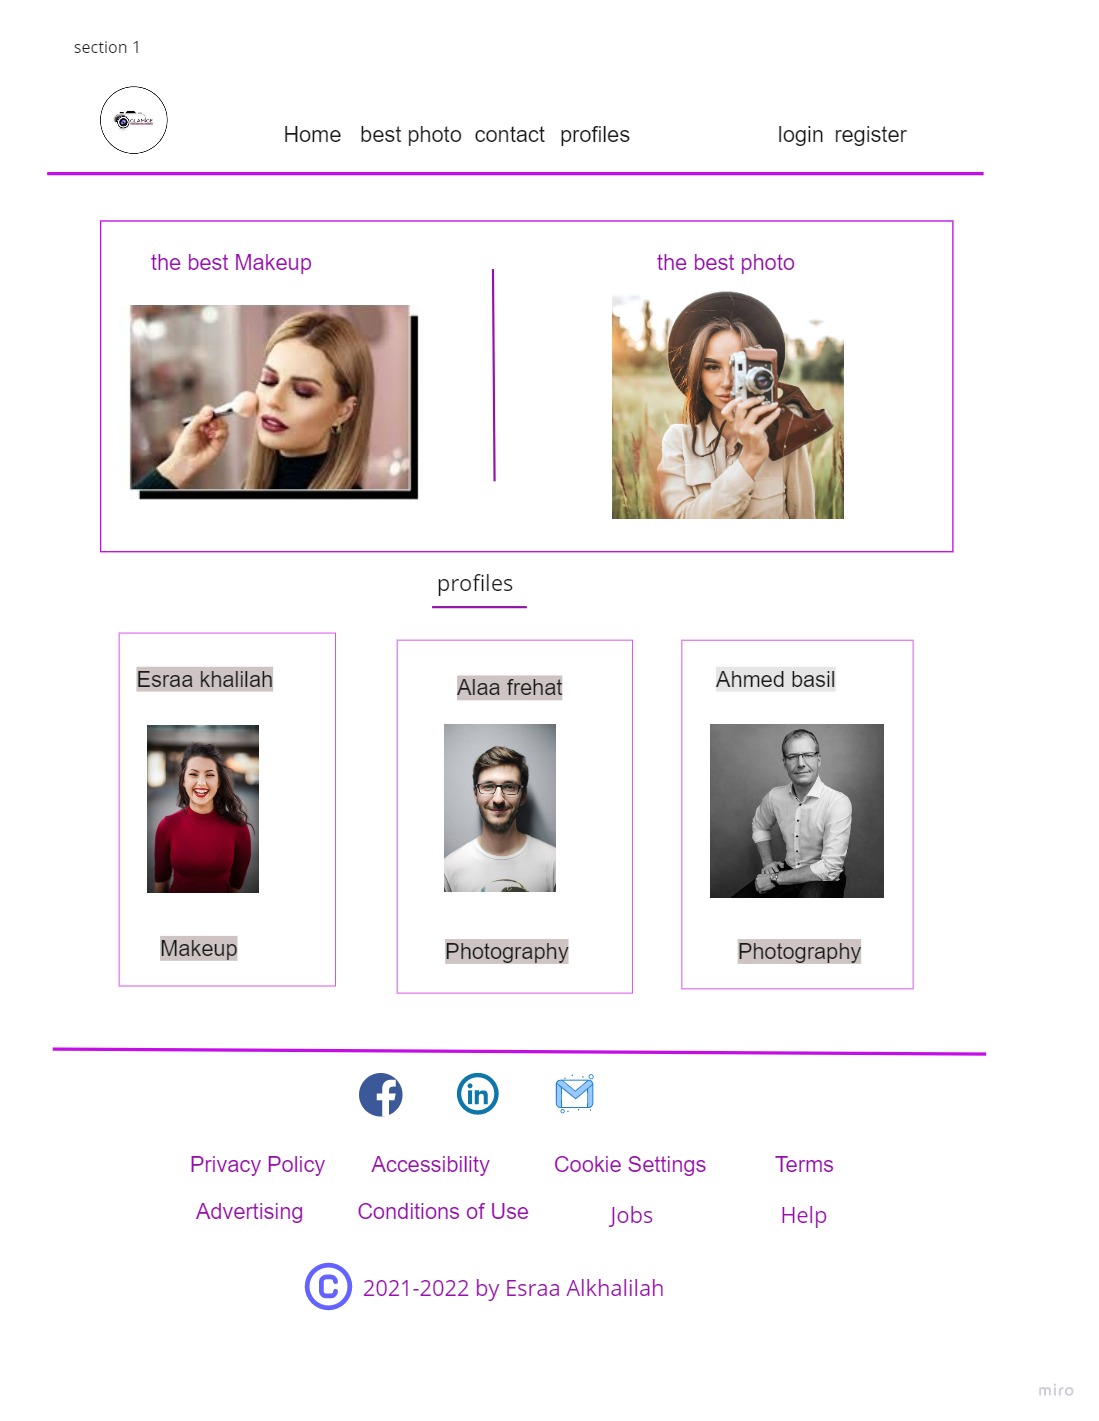 section 1
GLAMCE
Home best photo contact profiles login register
the best Makeup the best photo
profiles
Esraa khalilah Alaa frehat Ahmed basil
Makeup Photography Photography
Privacy Policy Accessibility Cookie Settings Terms
Advertising Conditions of Use Jobs Help
© 2021-2022 by Esraa Alkhalilah
miro